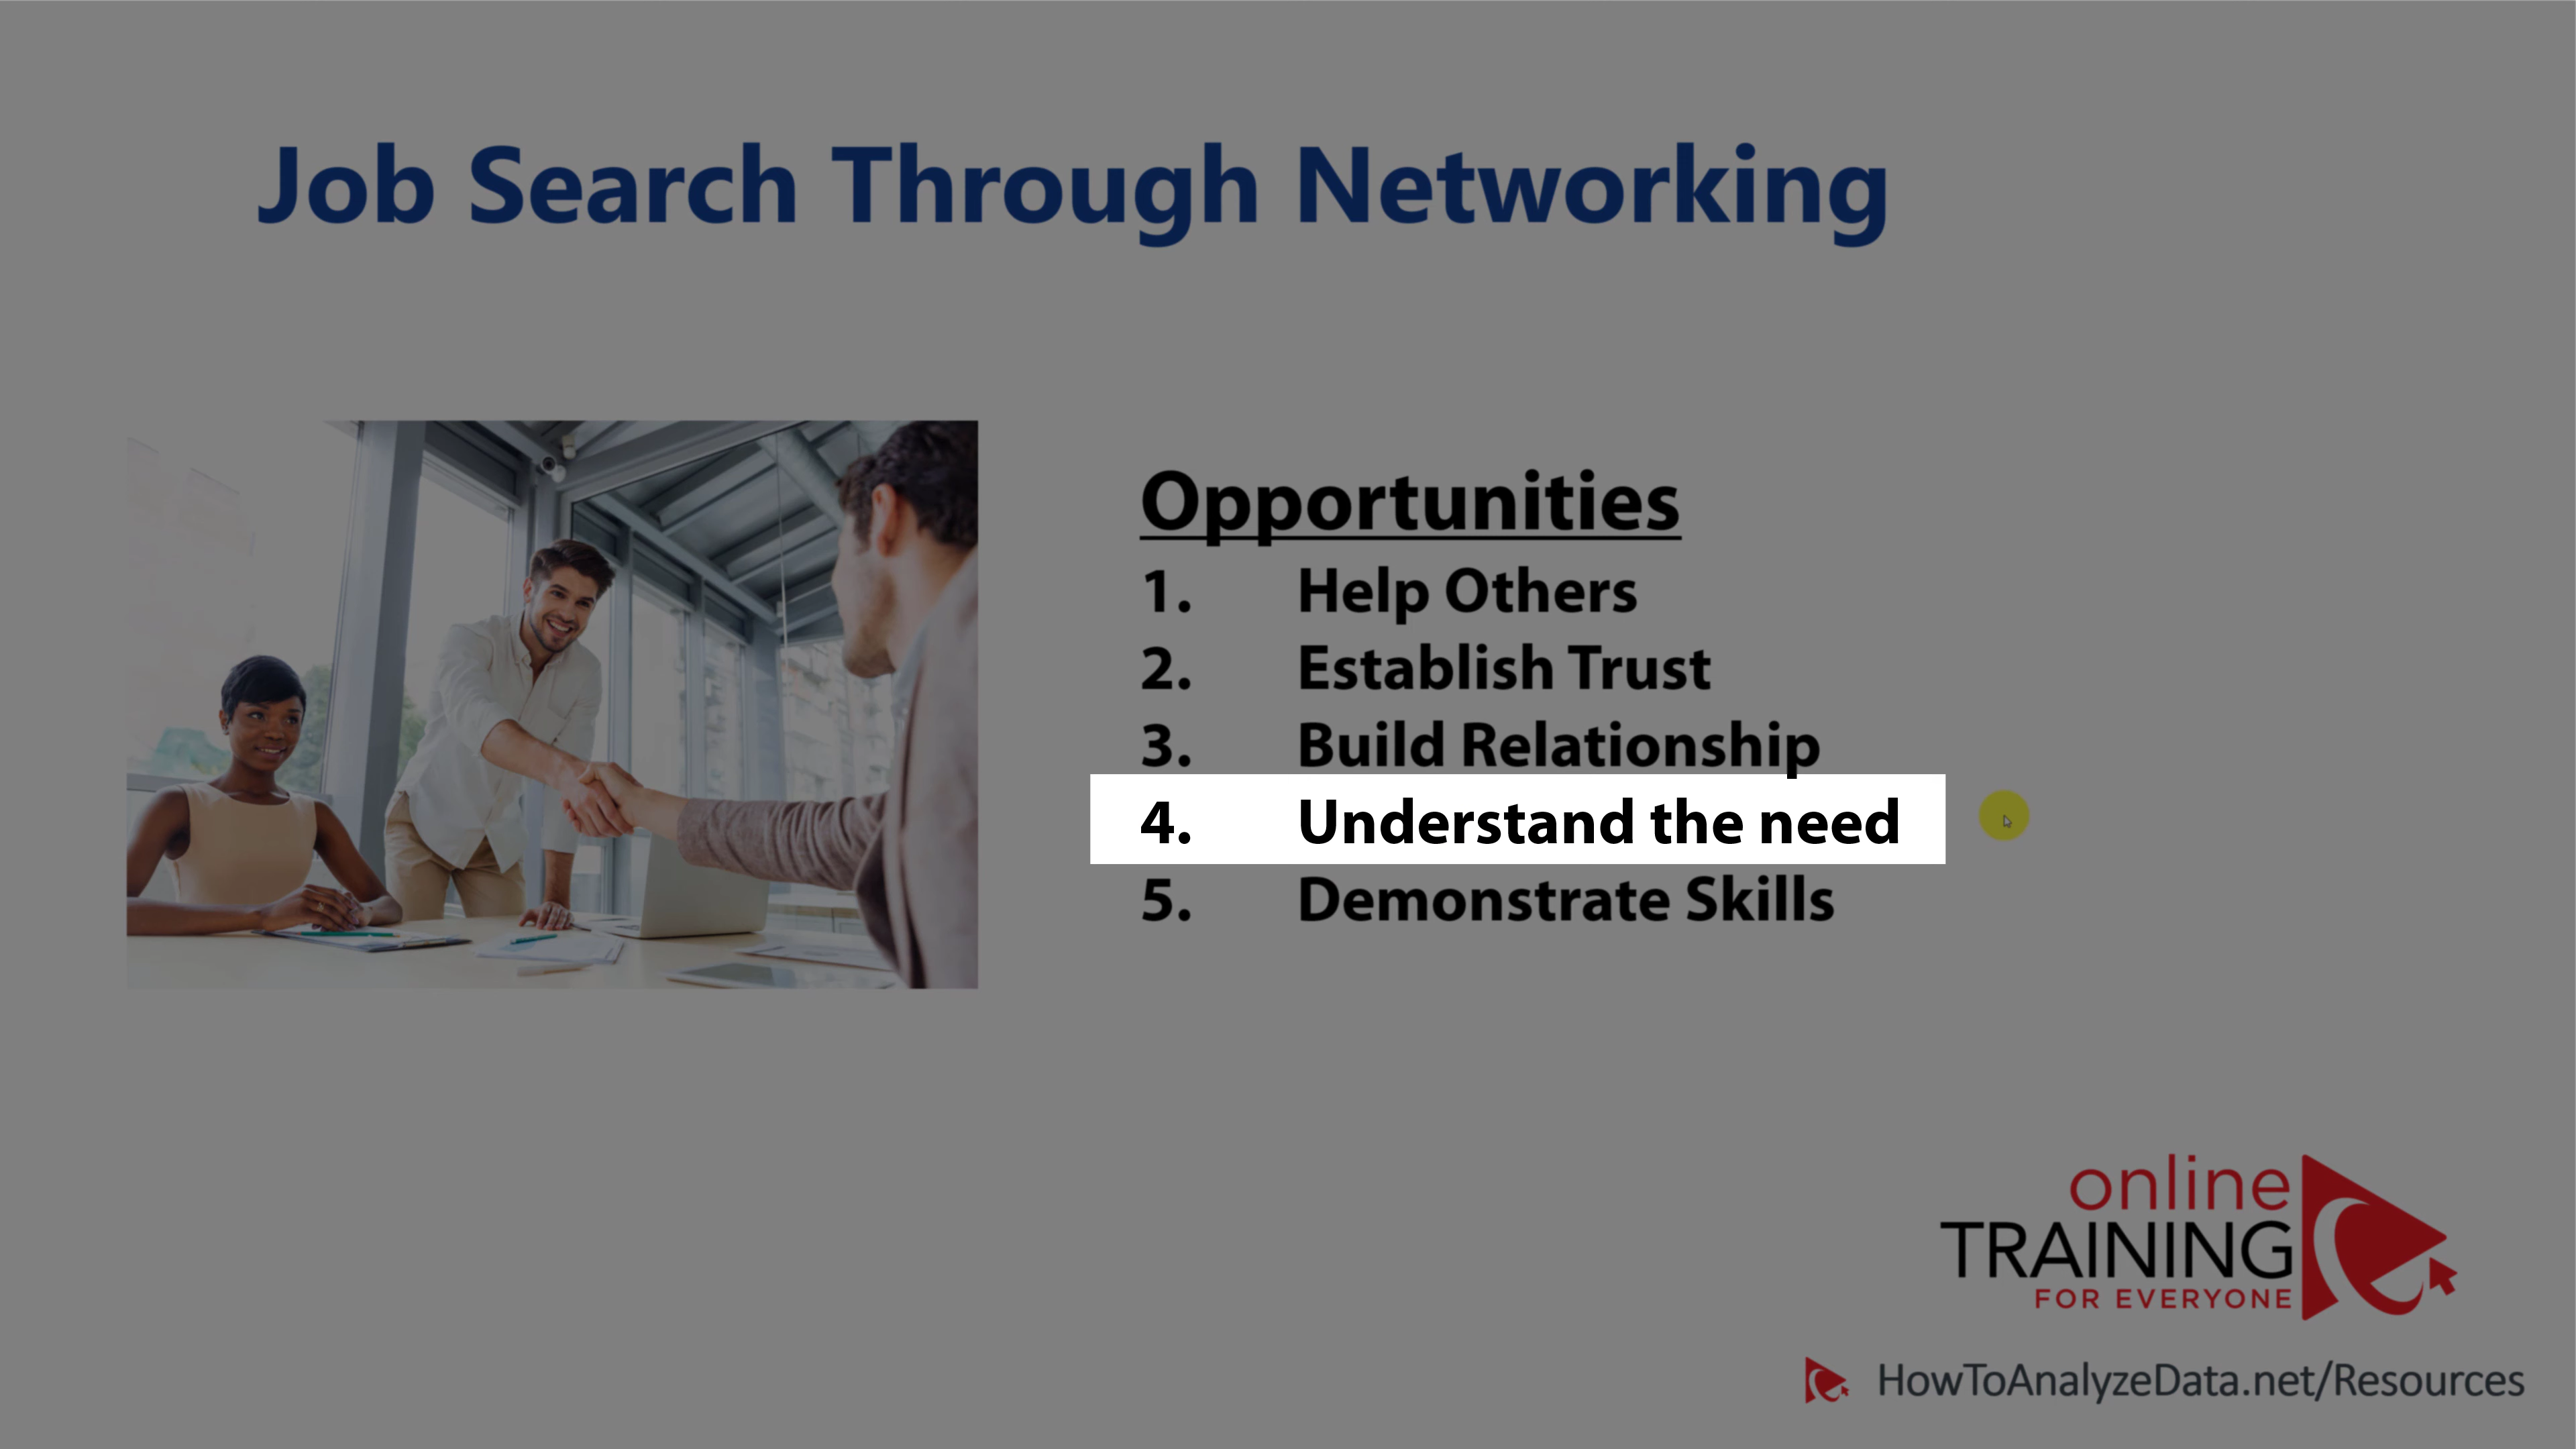 Job Search Through Networking
Opportunities
1. Help Others
2. Establish Trust
3. Build Relationship
4. Understand the need
5. Demonstrate Skills
online
TRAINING
FOR EVERYONE
HowToAnalyzeData.net/Resources